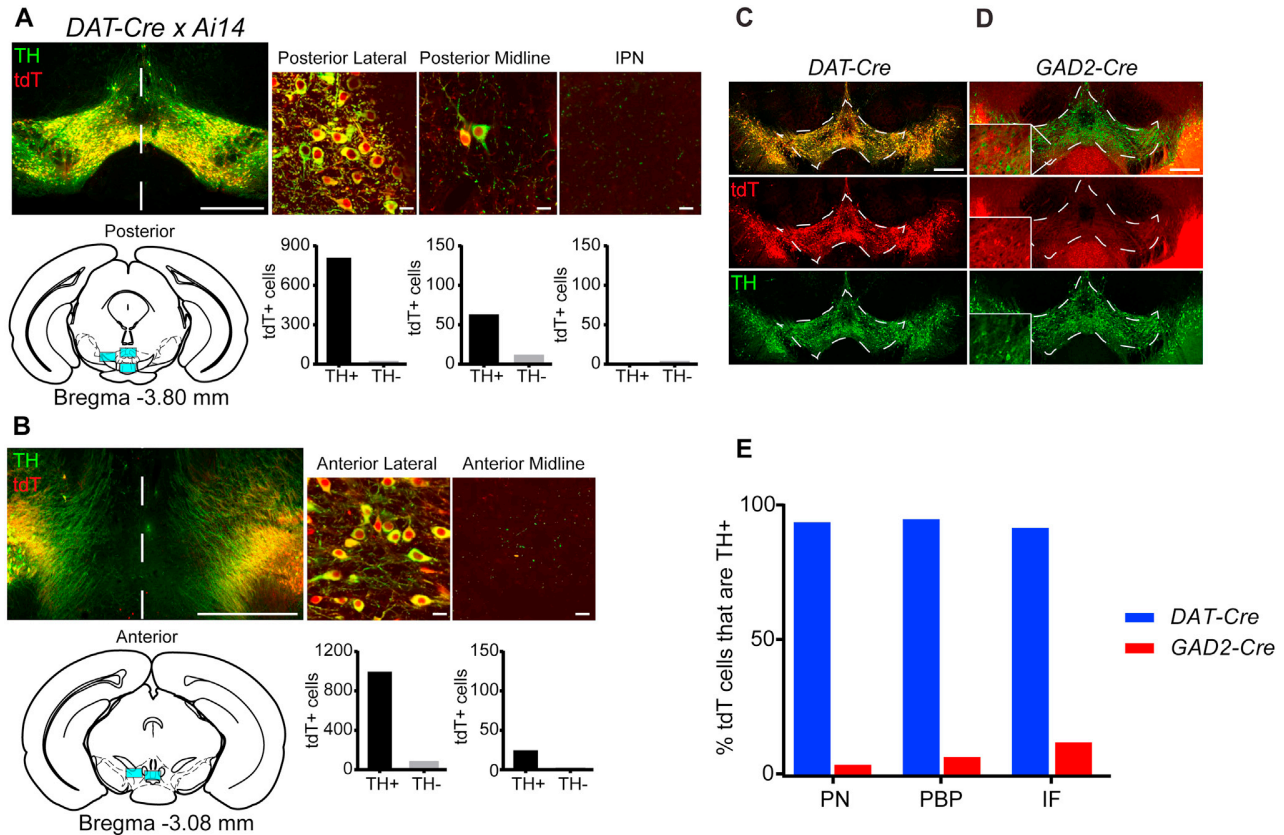 A
DAT-Cre x Ai14
TH
tdT
Posterior Lateral
Posterior Midline
IPN
Posterior
Bregma -3.80 mm
tdT+ cells
900
600
300
0
TH+ TH-
tdT+ cells
150
100
50
0
TH+ TH-
tdT+ cells
150
100
50
0
TH+ TH-
B
TH
tdT
Anterior Lateral
Anterior Midline
Anterior
Bregma -3.08 mm
tdT+ cells
1200
1000
800
400
0
TH+ TH-
tdT+ cells
150
50
25
0
TH+ TH-
C
DAT-Cre
tdT
TH
D
GAD2-Cre
E
% tdT cells that are TH+
100
50
0
PN PBP IF
DAT-Cre
GAD2-Cre